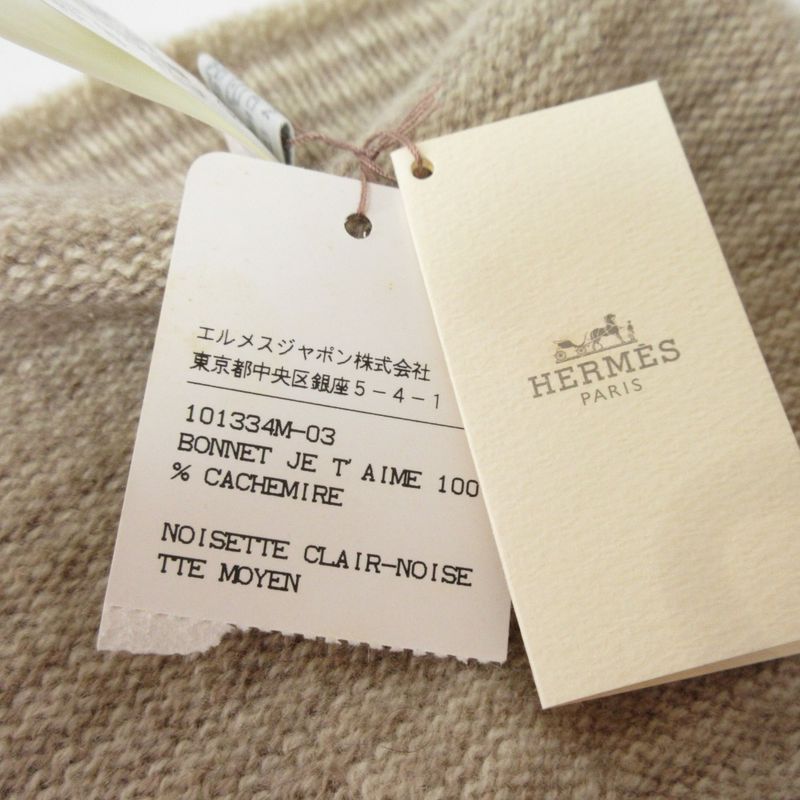 エルメスジャポン株式会社
東京都中央区銀座5-4-1
101334M-03
BONNET JE T'AIME 100
% CACHEMIRE
NOISETTE CLAIR-NOISE
TTE MOYEN
HERMÈS
PARIS